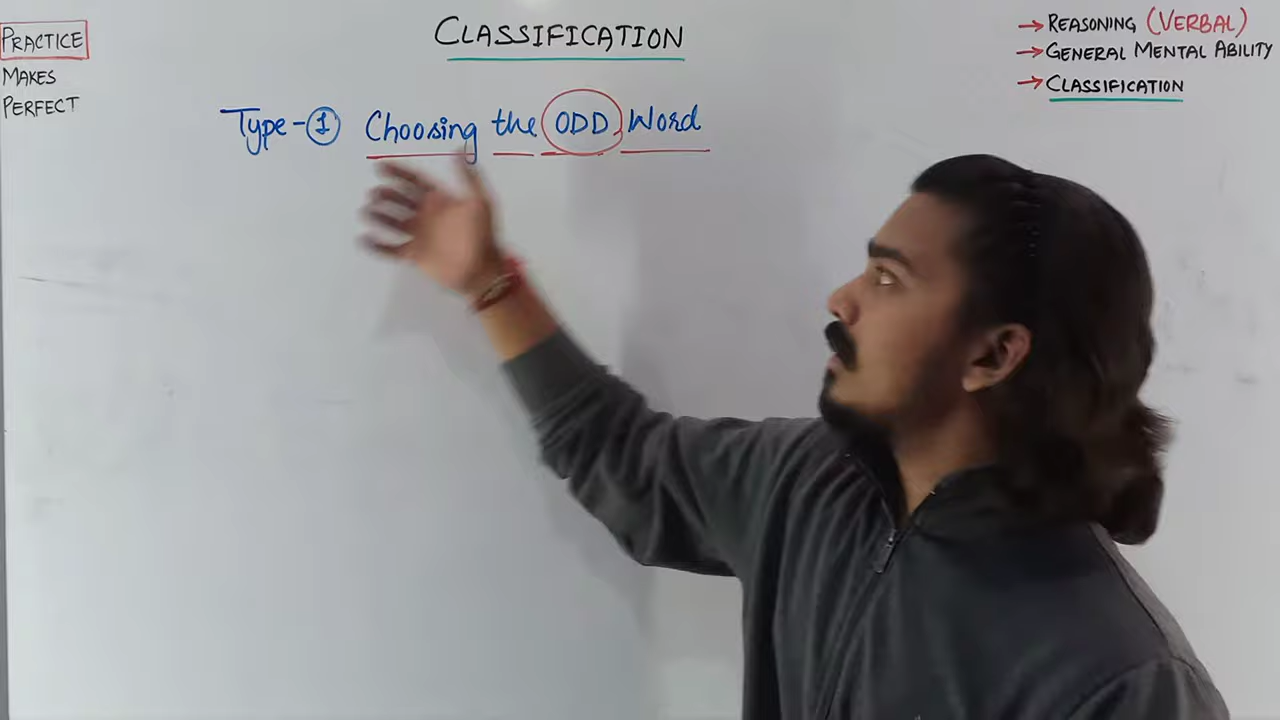 PRACTICE
MAKES
PERFECT
CLASSIFICATION
→ REASONING (VERBAL)
→ GENERAL MENTAL ABILITY
→ CLASSIFICATION
Type-1 Choosing the ODD Word